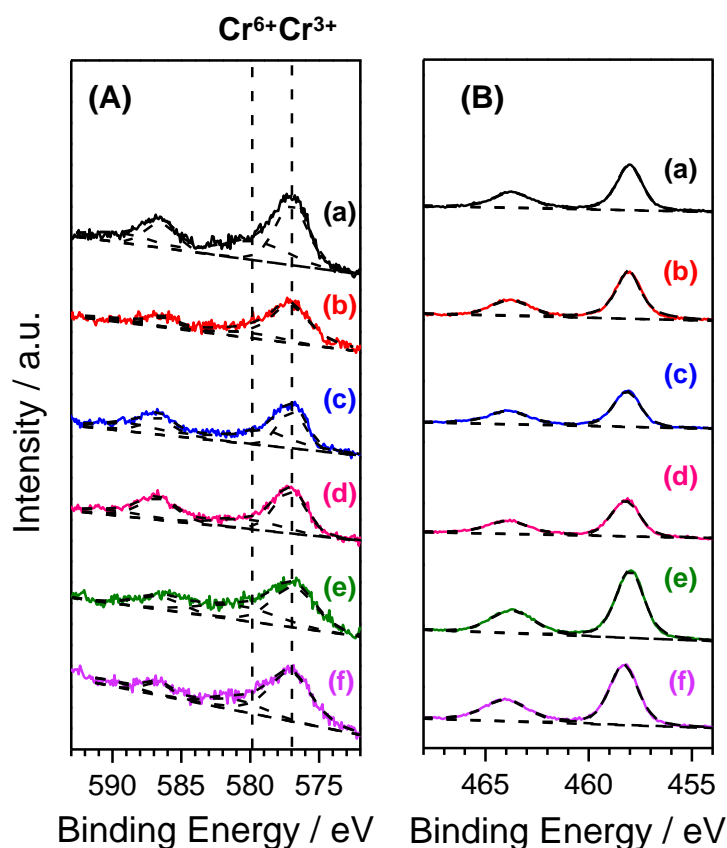 Cr⁶⁺Cr³⁺
(A)
(a)
(b)
(c)
(d)
(e)
(f)
590 585 580 575
Binding Energy / eV
Intensity / a.u.
(B)
(a)
(b)
(c)
(d)
(e)
(f)
465 460 455
Binding Energy / eV